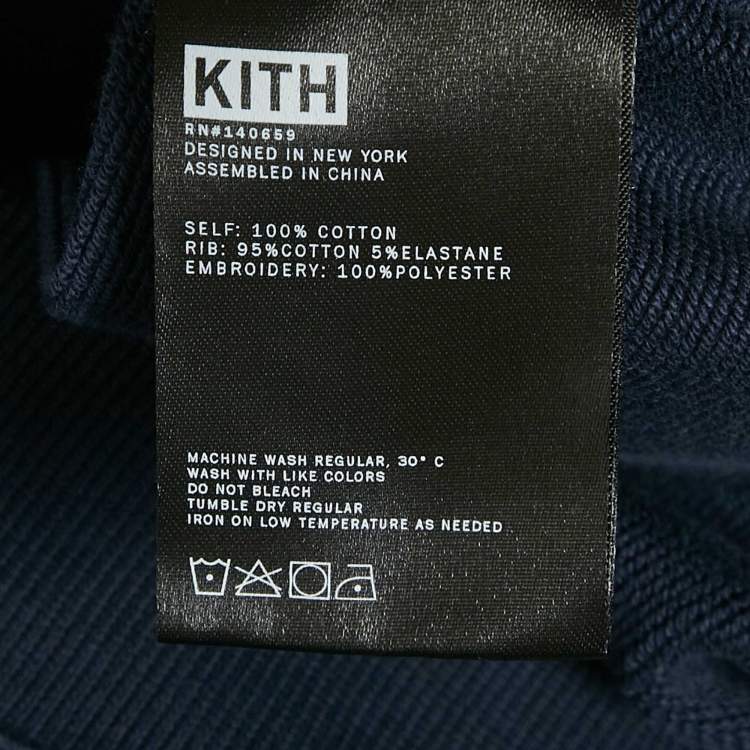 KITH
RN#140659
DESIGNED IN NEW YORK
ASSEMBLED IN CHINA
SELF: 100% COTTON
RIB: 95%COTTON 5%ELASTANE
EMBROIDERY: 100%POLYESTER
MACHINE WASH REGULAR, 30° C
WASH WITH LIKE COLORS
DO NOT BLEACH
TUMBLE DRY REGULAR
IRON ON LOW TEMPERATURE AS NEEDED